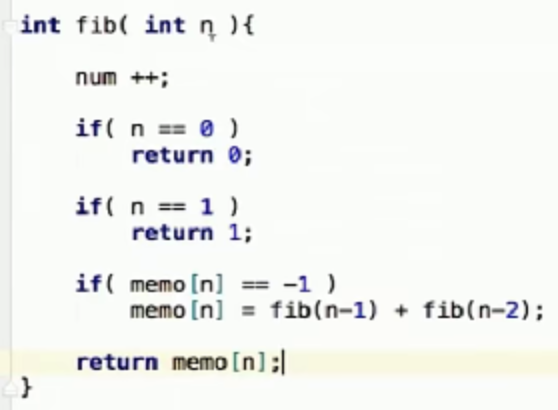 int fib( int n ){
num ++;
if( n == 0 )
return 0;
if( n == 1 )
return 1;
if( memo[n] == -1 )
memo[n] = fib(n-1) + fib(n-2);
return memo[n];
}